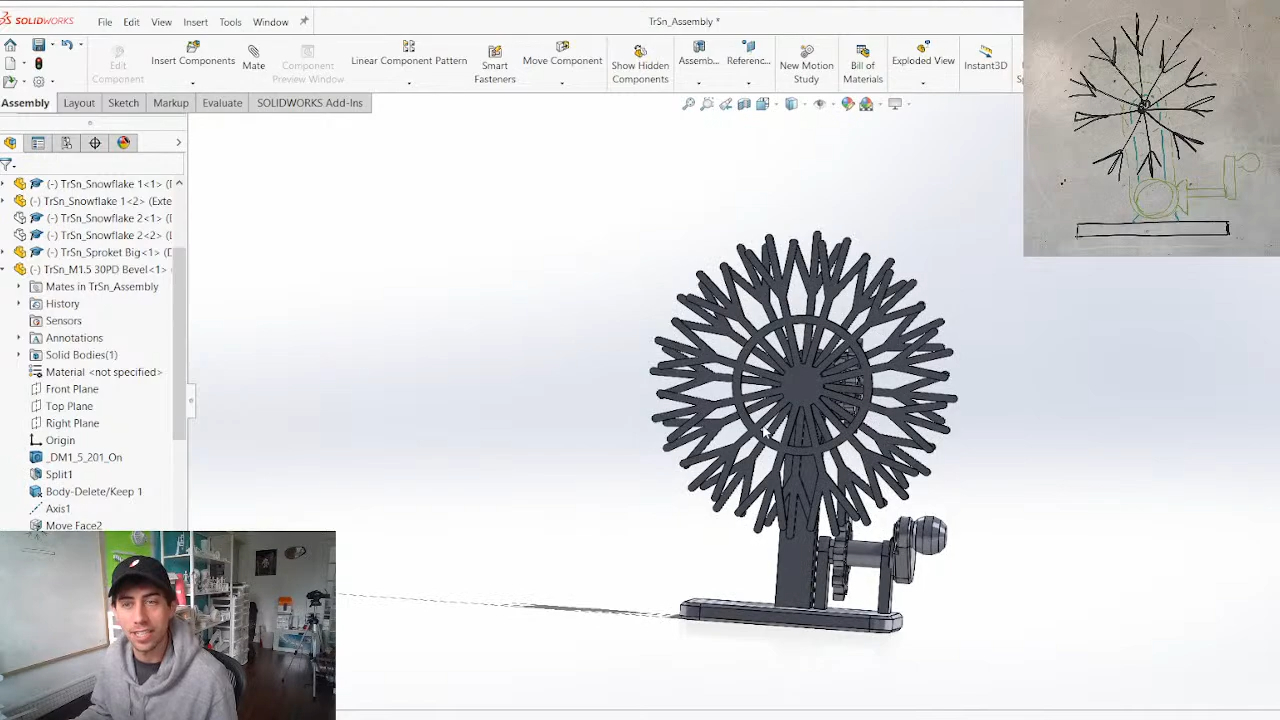 SOLIDWORKS File Edit View Insert Tools Window TrSn_Assembly *
Edit Component
Insert Components
Mate
Component Preview Window
Linear Component Pattern
Smart Fasteners
Move Component
Show Hidden Components
Assemb...
Referenc...
New Motion Study
Bill of Materials
Exploded View
Instant3D
Assembly Layout Sketch Markup Evaluate SOLIDWORKS Add-Ins
(-) TrSn_Snowflake 1<1> (
(-) TrSn_Snowflake 1<2> (Exte
(-) TrSn_Snowflake 2<1> (
(-) TrSn_Snowflake 2<2> (
(-) TrSn_Sproket Big<1> (
(-) TrSn_M1.5 30PD Bevel<1>
Mates in TrSn_Assembly
History
Sensors
Annotations
Solid Bodies(1)
Material <not specified>
Front Plane
Top Plane
Right Plane
Origin
_DM1_5_201_On
Split1
Body-Delete/Keep 1
Axis1
Move Face2